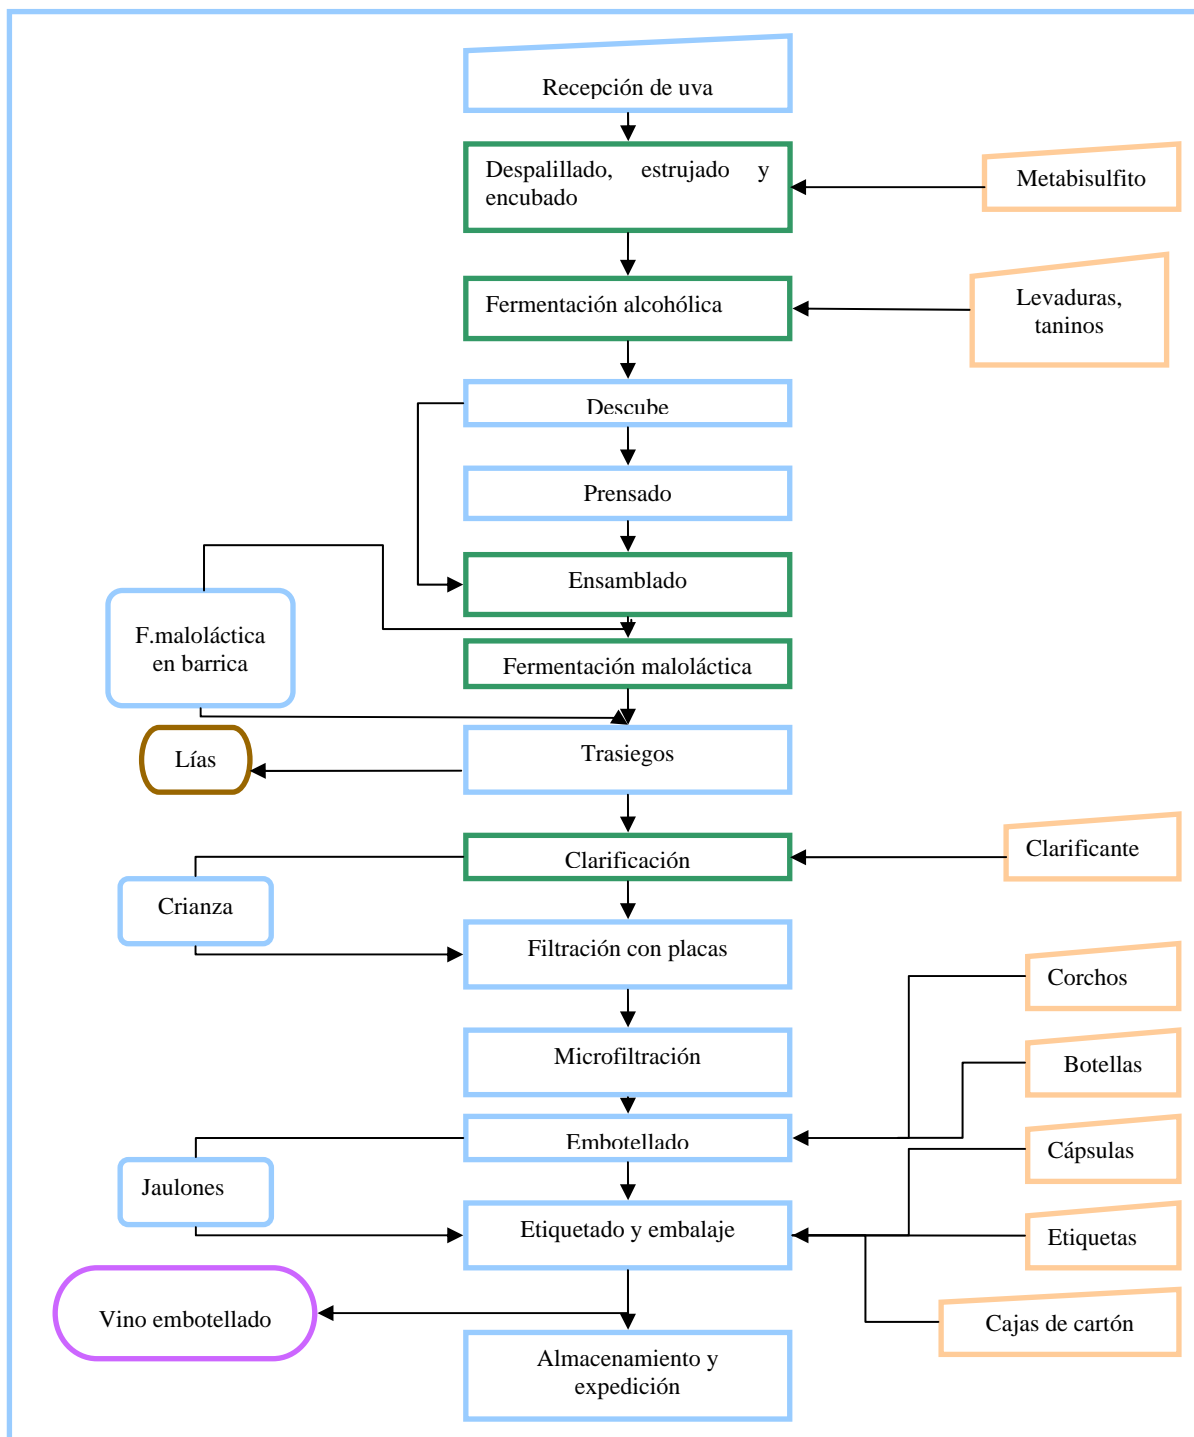 Recepción de uva
Despalillado, estrujado y
encubado
Metabisulfito
Fermentación alcohólica
Levaduras,
taninos
Descube
Prensado
Ensamblado
F.maloláctica
en barrica
Fermentación maloláctica
Trasiegos
Lías
Clarificación
Clarificante
Crianza
Filtración con placas
Corchos
Microfiltración
Botellas
Embotellado
Cápsulas
Jaulones
Etiquetado y embalaje
Etiquetas
Vino embotellado
Cajas de cartón
Almacenamiento y
expedición